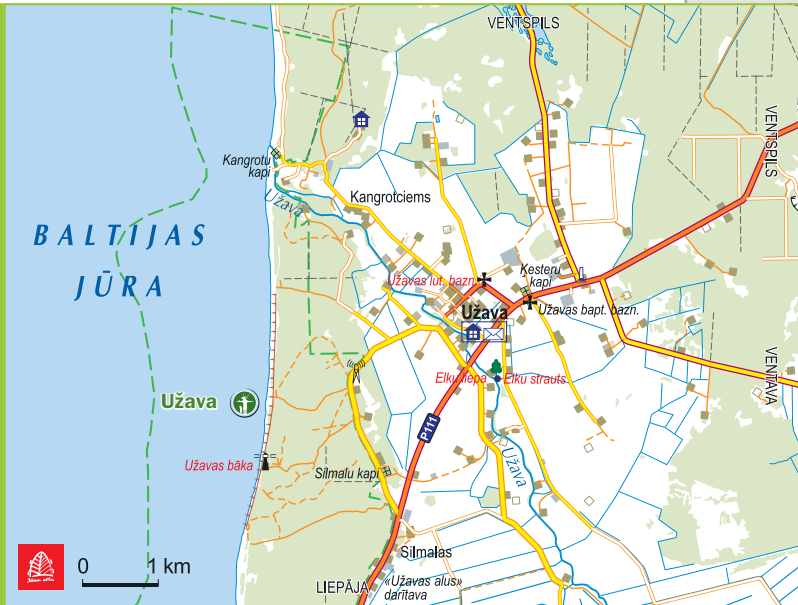 VENTSPILS
VENTSPILS
Kangrotu
kapi
Užava
Kangrotciems
BALTIJAS
JŪRA
Užavas lut. bazn.
Ķesteru
kapi
Užava
Užavas bapt. bazn.
VENTAVA
Elku liepa
Elku strauts
Užava
P111
Užava
Užavas bāka
Silmalu kapi
Silmalas
0 1 km
LIEPĀJA
«Užavas alus»
darītava